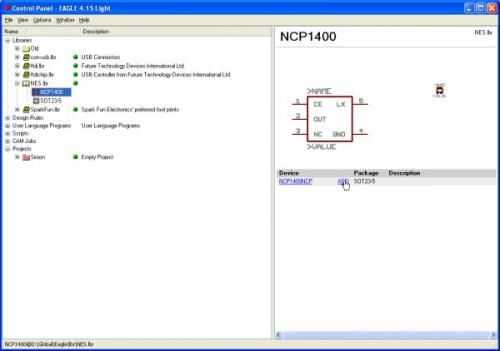 Control Panel - EAGLE 4.15 Light
File View Options Window Help
Name / Description
Libraries
Old
con-usb.lbr USB Connectors
ftdi.lbr Future Technology Devices International Ltd.
ftdichip.lbr USB Controller from Future Technology Devices International Ltd.
NES.lbr
NCP1400
SOT23-5
SparkFun.lbr Spark Fun Electronics' preferred foot prints
Design Rules
User Language Programs User Language Programs
Scripts
CAM Jobs
Projects
Simon Empty Project
NCP1400 NES.lbr
>NAME
1 CE LX 5
2 OUT
3 NC GND 4
>VALUE
Device Package Description
NCP1400NCP ADD SOT23-5
NCP1400@D:\Global\Eagle\lbr\NES.lbr